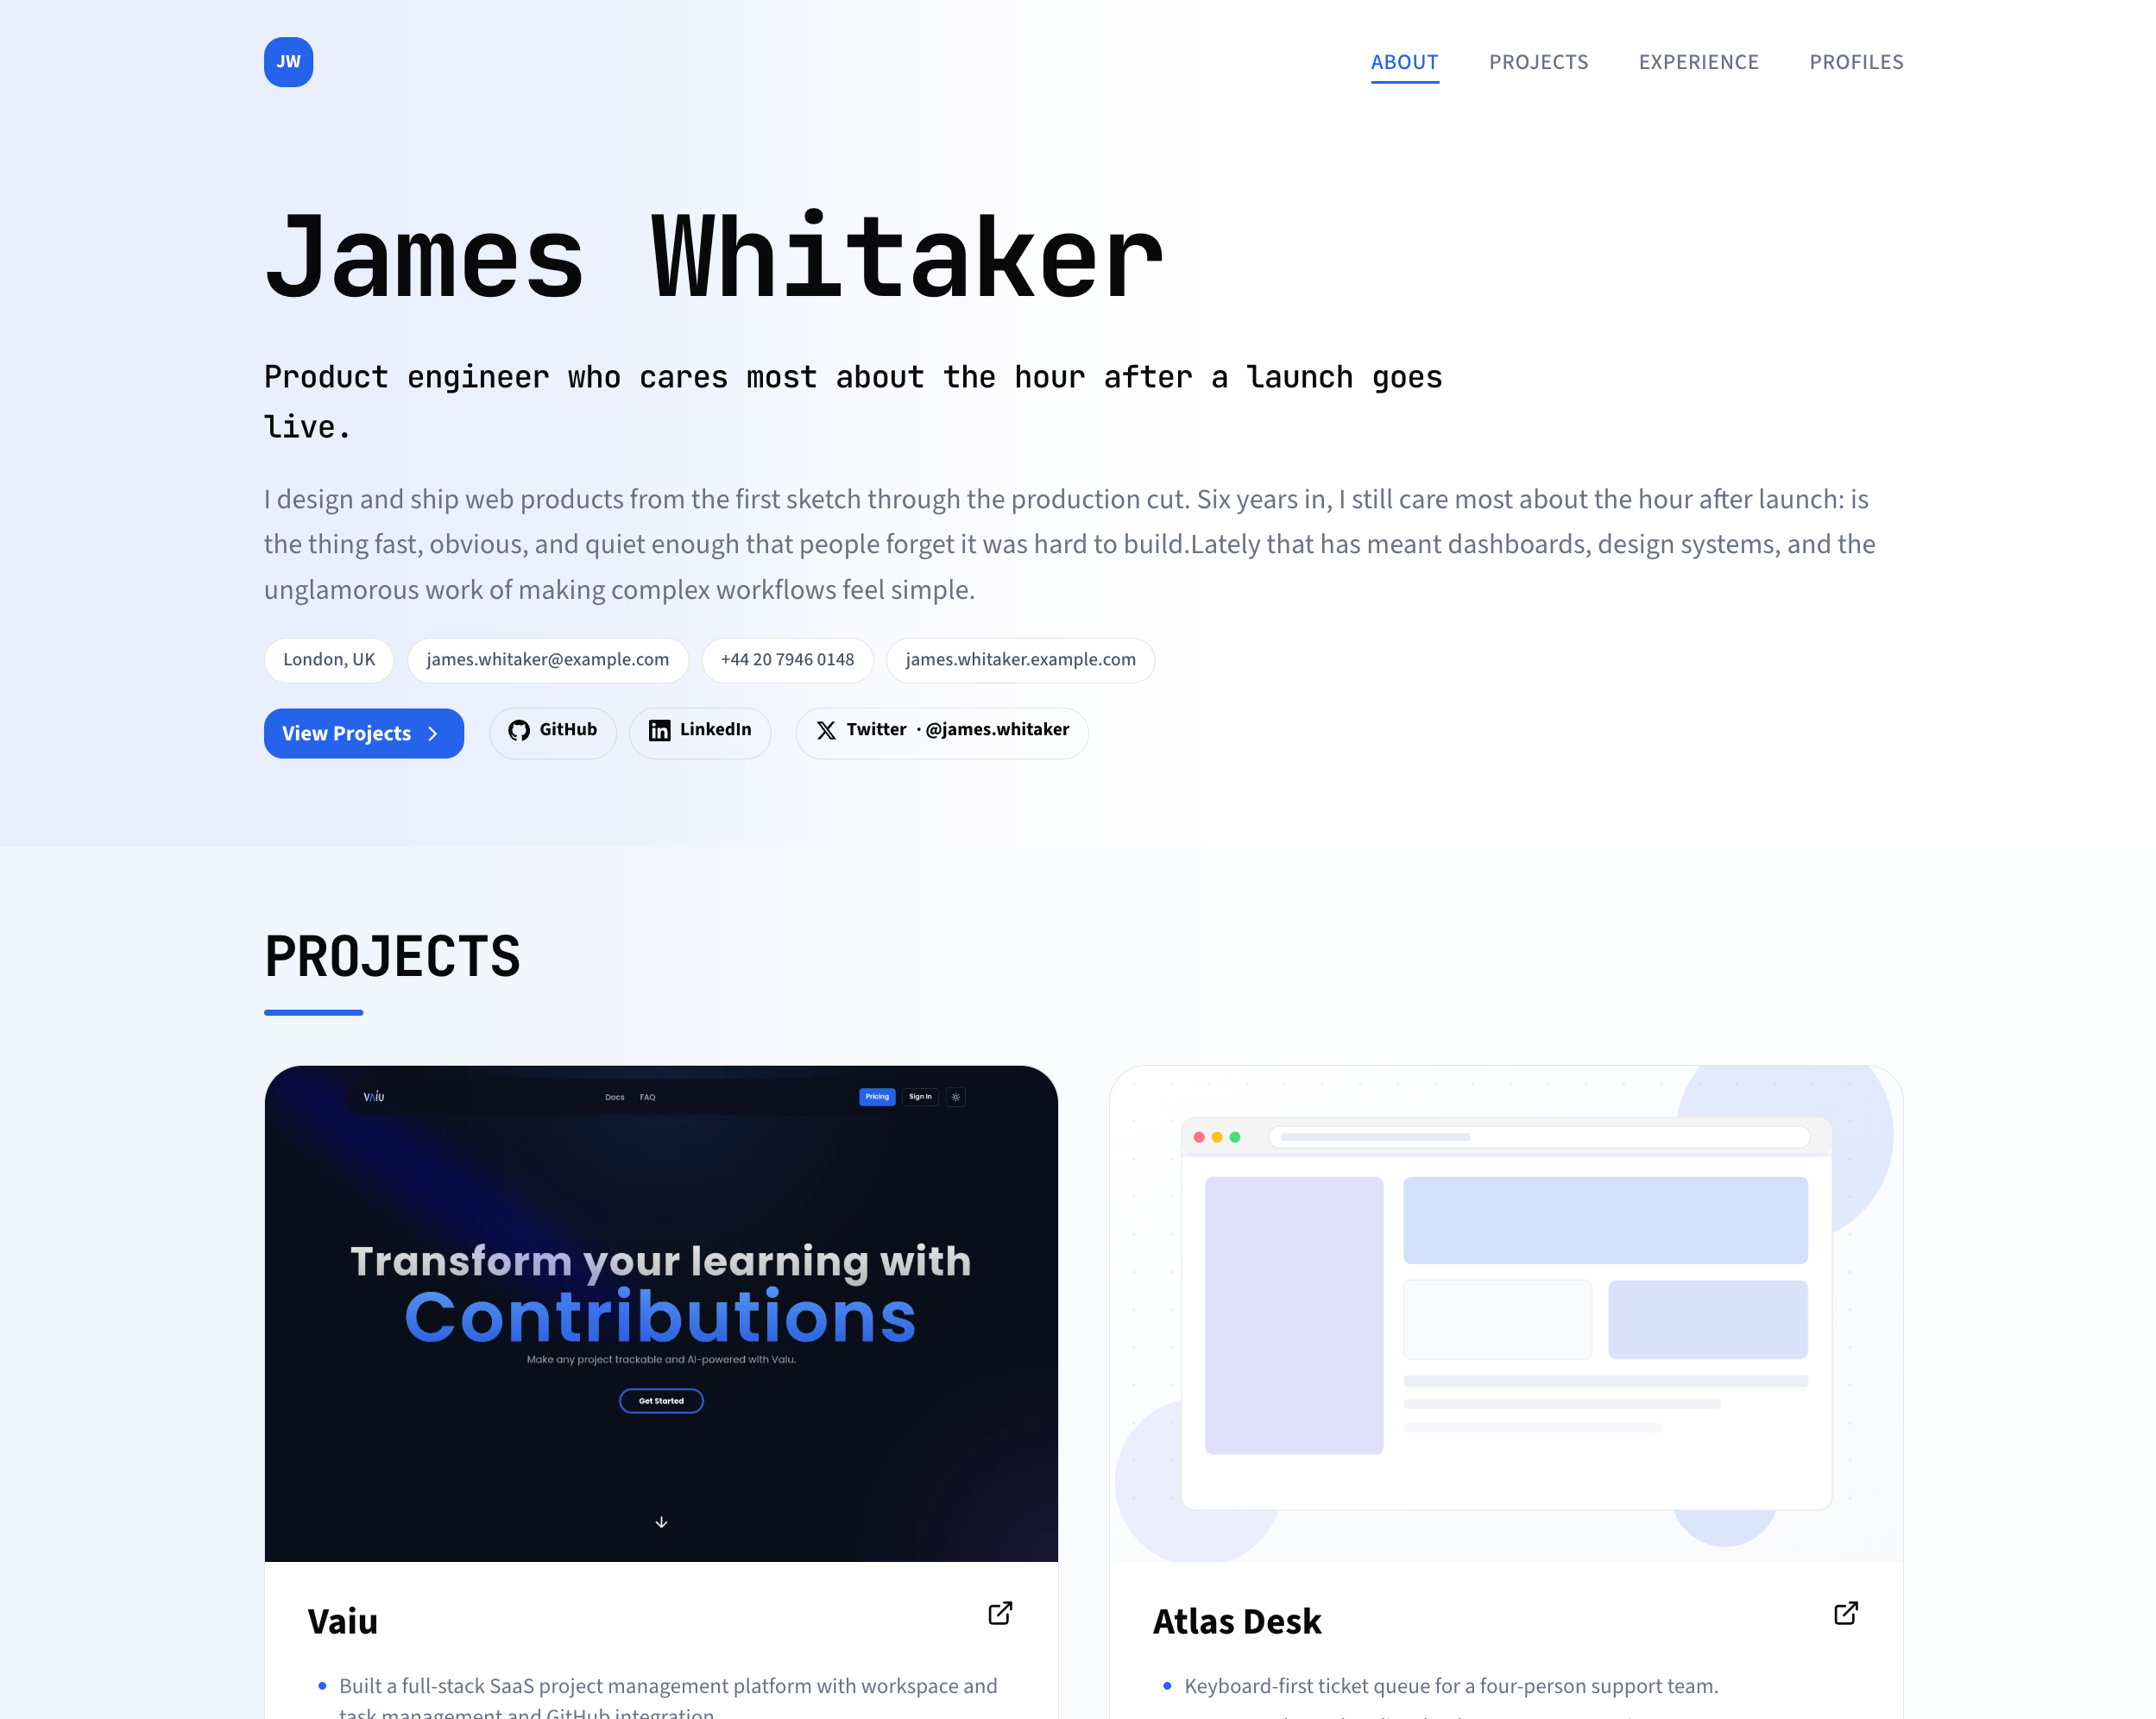 JW
ABOUT PROJECTS EXPERIENCE PROFILES
James Whitaker
Product engineer who cares most about the hour after a launch goes
live.
I design and ship web products from the first sketch through the production cut. Six years in, I still care most about the hour after launch: is
the thing fast, obvious, and quiet enough that people forget it was hard to build.Lately that has meant dashboards, design systems, and the
unglamorous work of making complex workflows feel simple.
London, UK james.whitaker@example.com +44 20 7946 0148 james.whitaker.example.com
View Projects GitHub LinkedIn Twitter · @james.whitaker
PROJECTS
VAIU Docs FAQ Pricing Sign in
Transform your learning with
Contributions
Make any project trackable and AI-powered with Vaiu.
Get Started
Vaiu
Built a full-stack SaaS project management platform with workspace and
task management and GitHub integration
Atlas Desk
Keyboard-first ticket queue for a four-person support team.